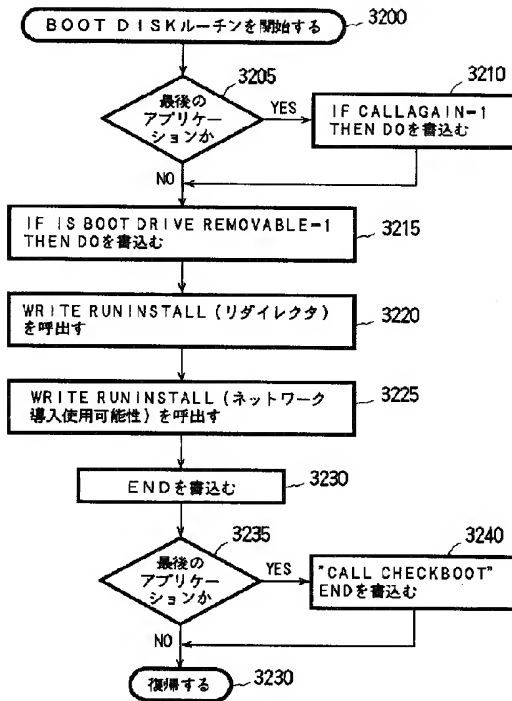 BOOT DISKルーチンを開始する
3200
3205
最後の
アプリケー
ションか
YES
3210
IF CALLAGAIN=1
THEN DOを書込む
NO
IF IS BOOT DRIVE REMOVABLE=1
THEN DOを書込む
3215
WRITE RUNINSTALL(リダイレクタ)
を呼出す
3220
WRITE RUNINSTALL(ネットワーク
導入使用可能性)を呼出す
3225
ENDを書込む
3230
3235
最後の
アプリケー
ションか
YES
3240
"CALL CHECKBOOT"
ENDを書込む
NO
復帰する
3230